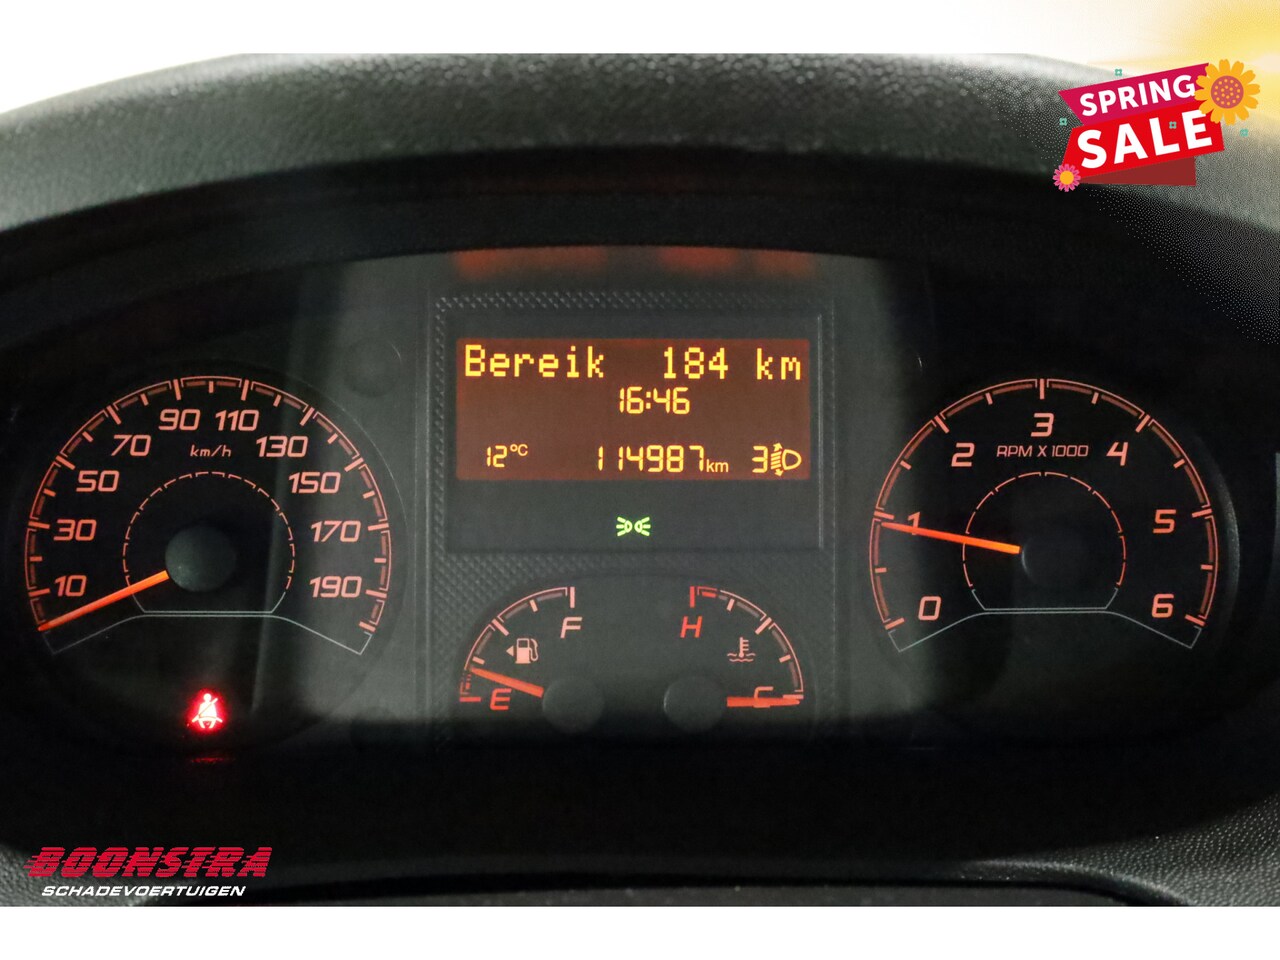 SPRING
SALE
Bereik 184 km
16:46
12°C 114987km 3
10 30 50 70 90 110 130 150 170 190
km/h
0 1 2 3 4 5 6
RPM X 1000
F
E
H
C
BOONSTRA
SCHADEVOERTUIGEN